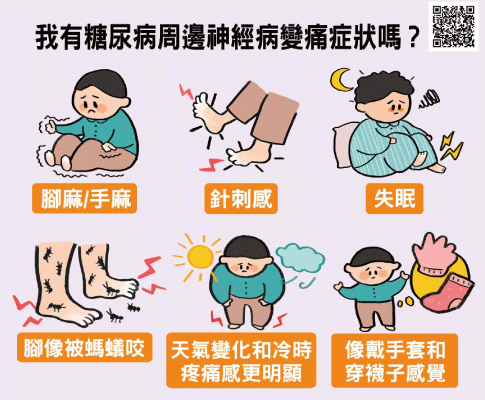 我有糖尿病周邊神經病變痛症狀嗎？
腳麻/手麻
針刺感
失眠
腳像被螞蟻咬
天氣變化和冷時
疼痛感更明顯
像戴手套和
穿襪子感覺